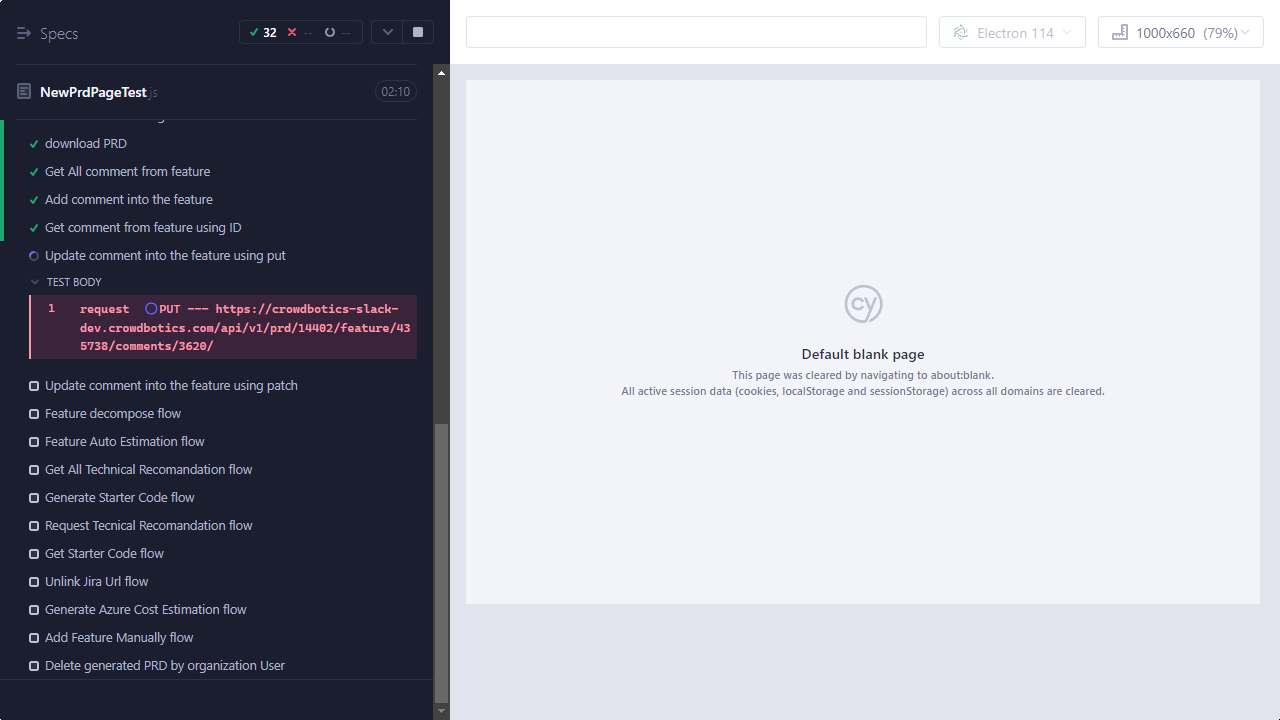 Specs
32 -- --
Electron 114
1000x660 (79%)
NewPrdPageTest.js
02:10
download PRD
Get All comment from feature
Add comment into the feature
Get comment from feature using ID
Update comment into the feature using put
TEST BODY
1 request PUT --- https://crowdbotics-slack-
dev.crowdbotics.com/api/v1/prd/14402/feature/43
5738/comments/3620/
Update comment into the feature using patch
Feature decompose flow
Feature Auto Estimation flow
Get All Technical Recomandation flow
Generate Starter Code flow
Request Tecnical Recomandation flow
Get Starter Code flow
Unlink Jira Url flow
Generate Azure Cost Estimation flow
Add Feature Manually flow
Delete generated PRD by organization User
cy
Default blank page
This page was cleared by navigating to about:blank.
All active session data (cookies, localStorage and sessionStorage) across all domains are cleared.